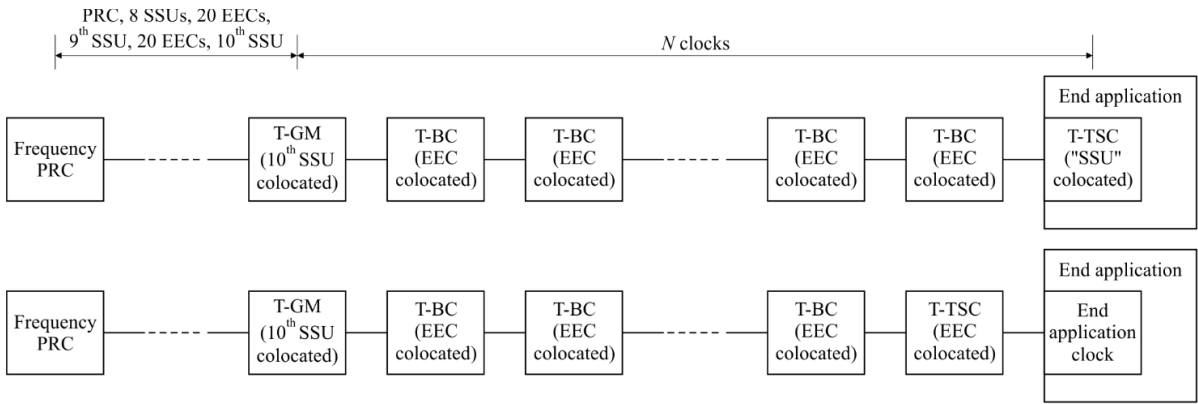 PRC, 8 SSUs, 20 EECs,
9th SSU, 20 EECs, 10th SSU
N clocks
Frequency
PRC
T-GM
(10th SSU
colocated)
T-BC
(EEC
colocated)
T-BC
(EEC
colocated)
T-BC
(EEC
colocated)
T-BC
(EEC
colocated)
End application
T-TSC
("SSU"
colocated)
Frequency
PRC
T-GM
(10th SSU
colocated)
T-BC
(EEC
colocated)
T-BC
(EEC
colocated)
T-BC
(EEC
colocated)
T-TSC
(EEC
colocated)
End application
End
application
clock